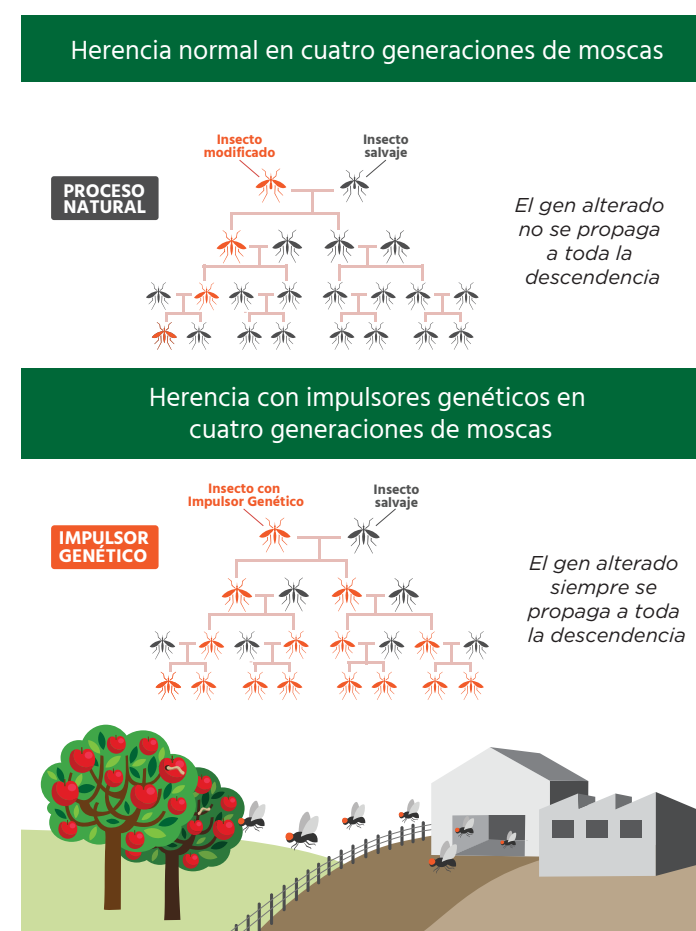 Herencia normal en cuatro generaciones de moscas
Insecto
modificado
Insecto
salvaje
PROCESO
NATURAL
El gen alterado
no se propaga
a toda la
descendencia
Herencia con impulsores genéticos en
cuatro generaciones de moscas
Insecto con
Impulsor Genético
Insecto
salvaje
IMPULSOR
GENÉTICO
El gen alterado
siempre se
propaga a toda
la descendencia